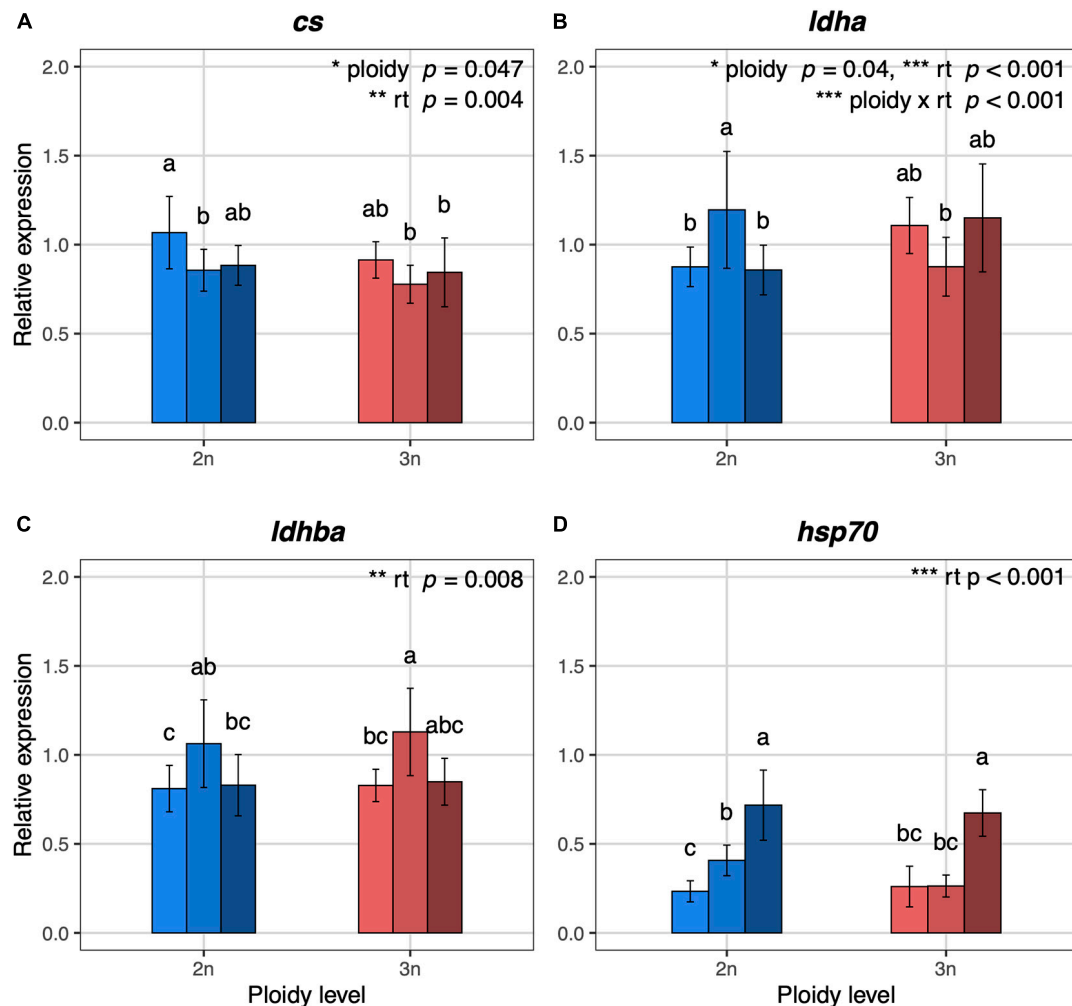 A
cs
* ploidy p = 0.047
** rt p = 0.004
Relative expression
2.0
1.5
1.0
0.5
0.0
a
b
ab
ab
b
b
2n
3n
B
ldha
* ploidy p = 0.04, *** rt p < 0.001
*** ploidy x rt p < 0.001
2.0
1.5
1.0
0.5
0.0
b
a
b
ab
b
ab
2n
3n
C
ldhba
** rt p = 0.008
Relative expression
2.0
1.5
1.0
0.5
0.0
c
ab
bc
bc
a
abc
2n
3n
Ploidy level
D
hsp70
*** rt p < 0.001
2.0
1.5
1.0
0.5
0.0
c
b
a
bc
bc
a
2n
3n
Ploidy level